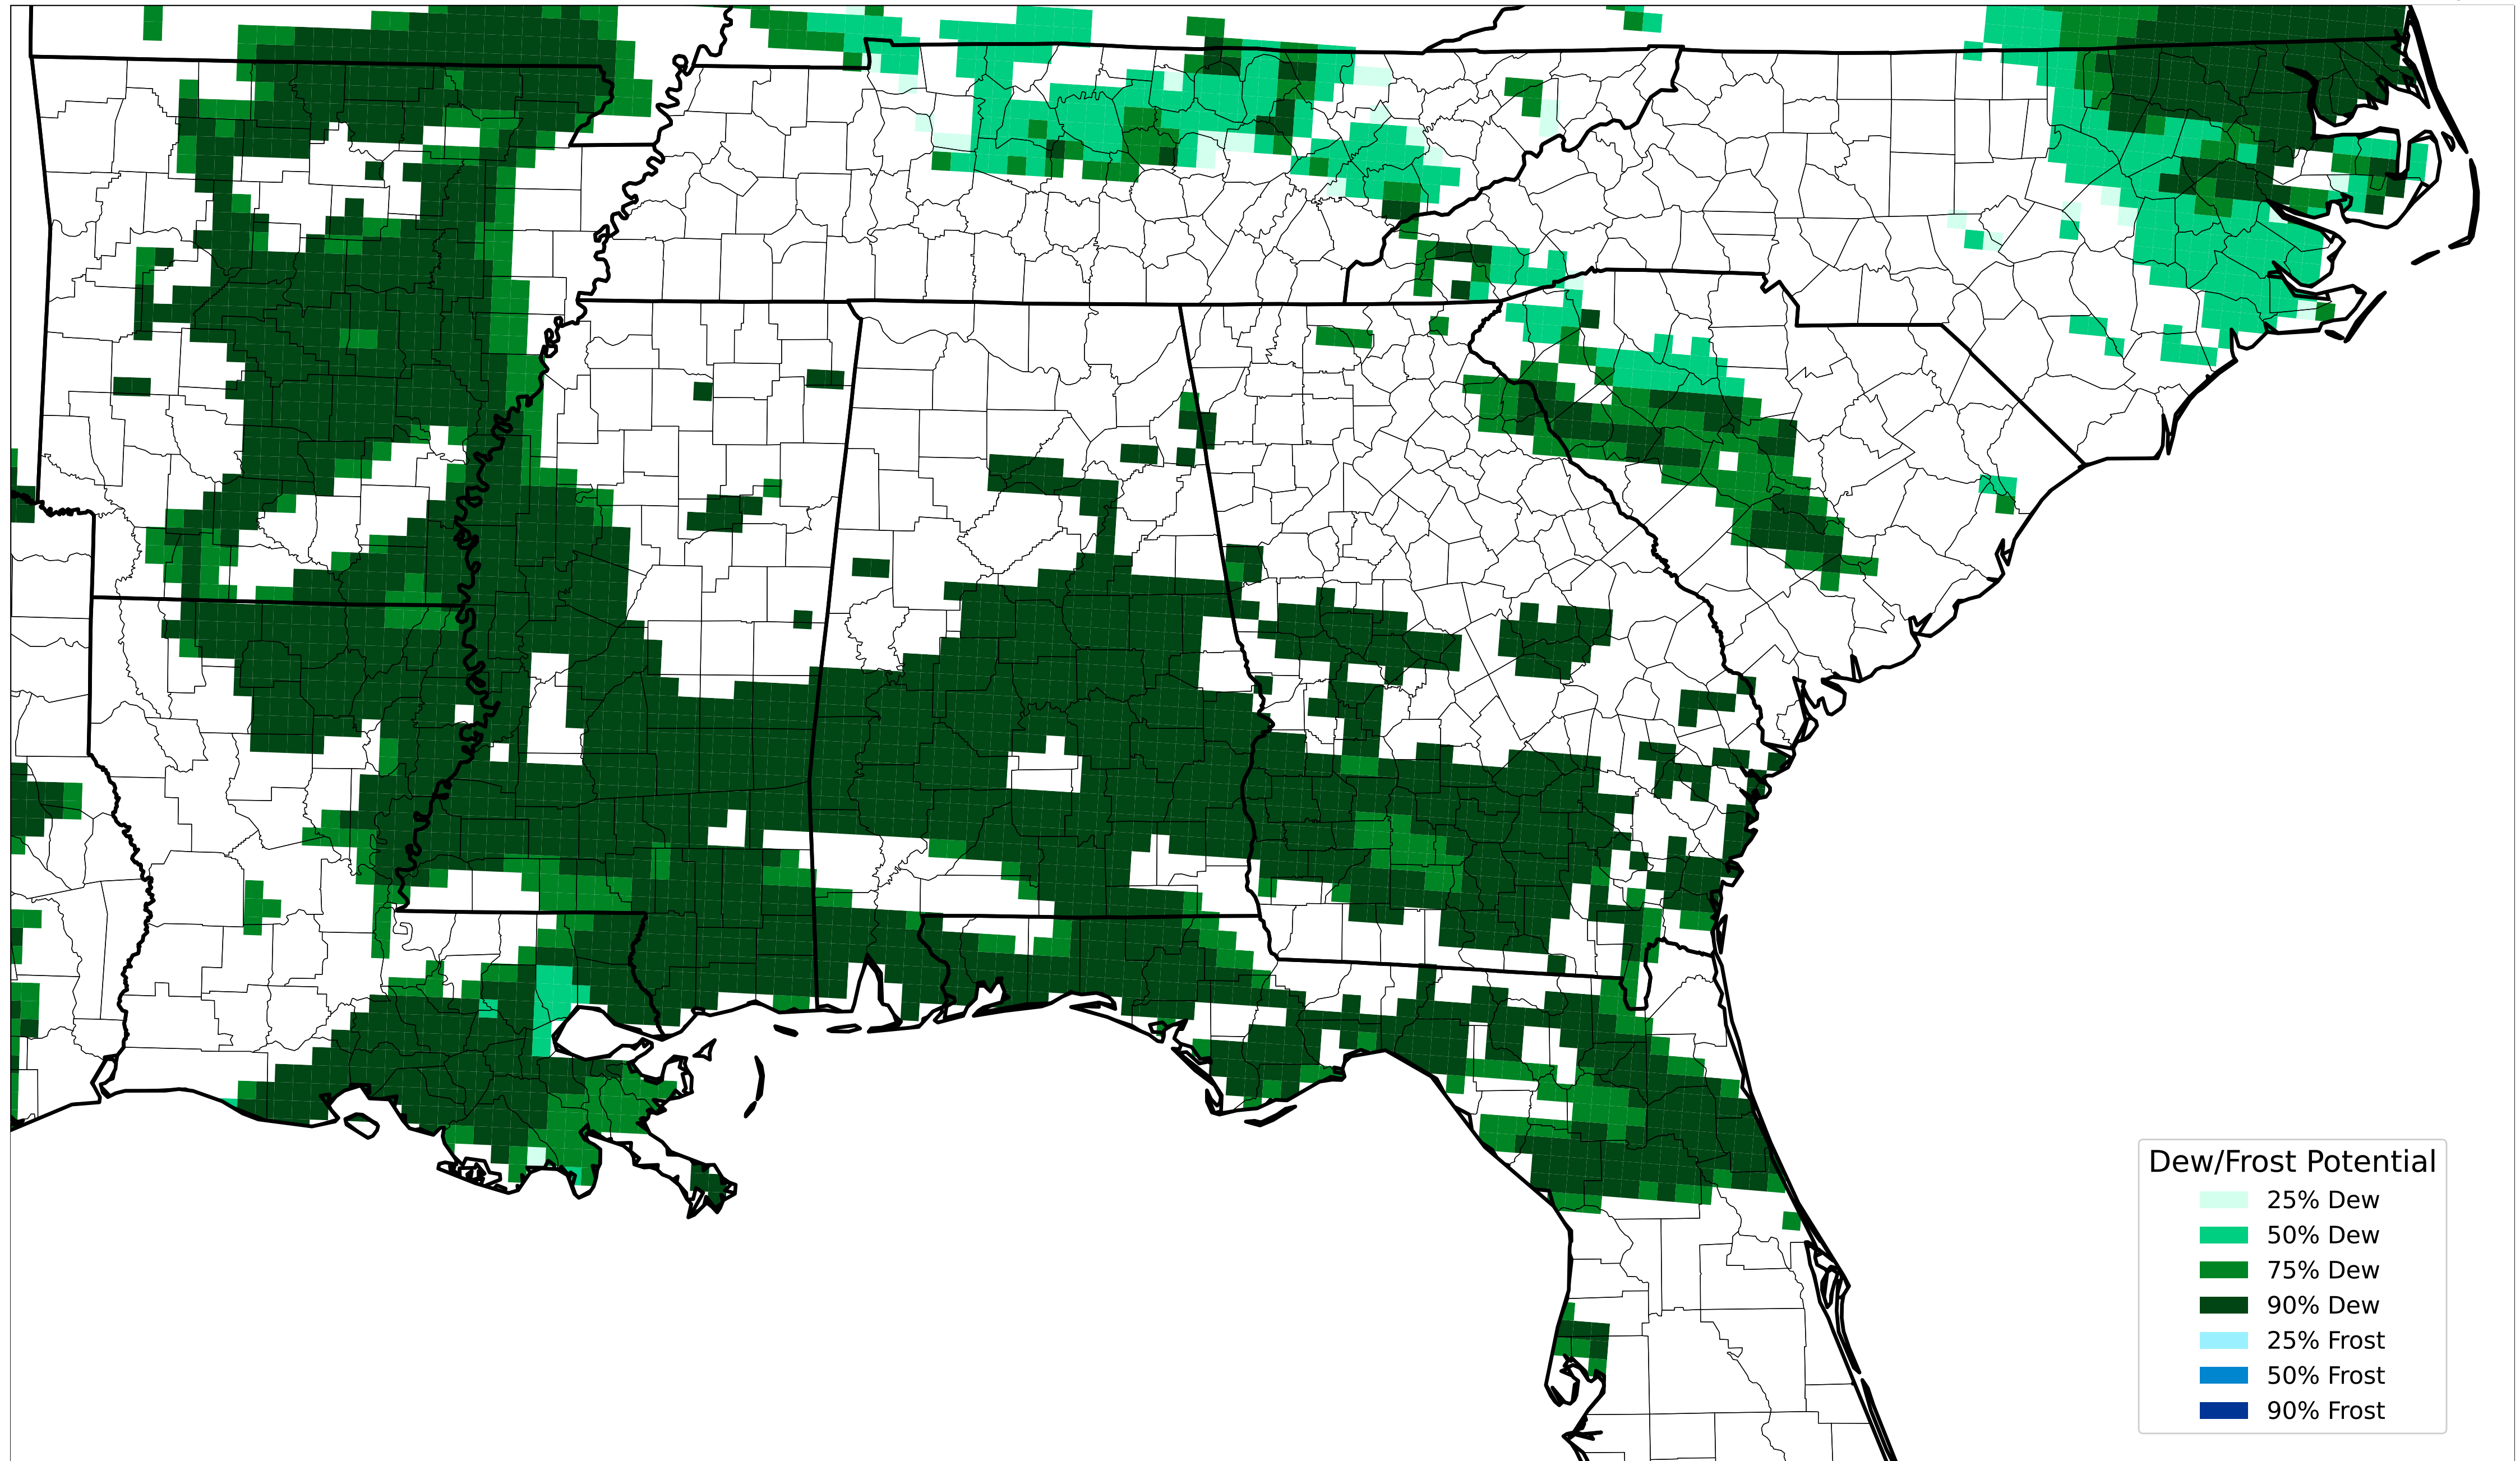 Dew/Frost Potential
25% Dew
50% Dew
75% Dew
90% Dew
25% Frost
50% Frost
90% Frost